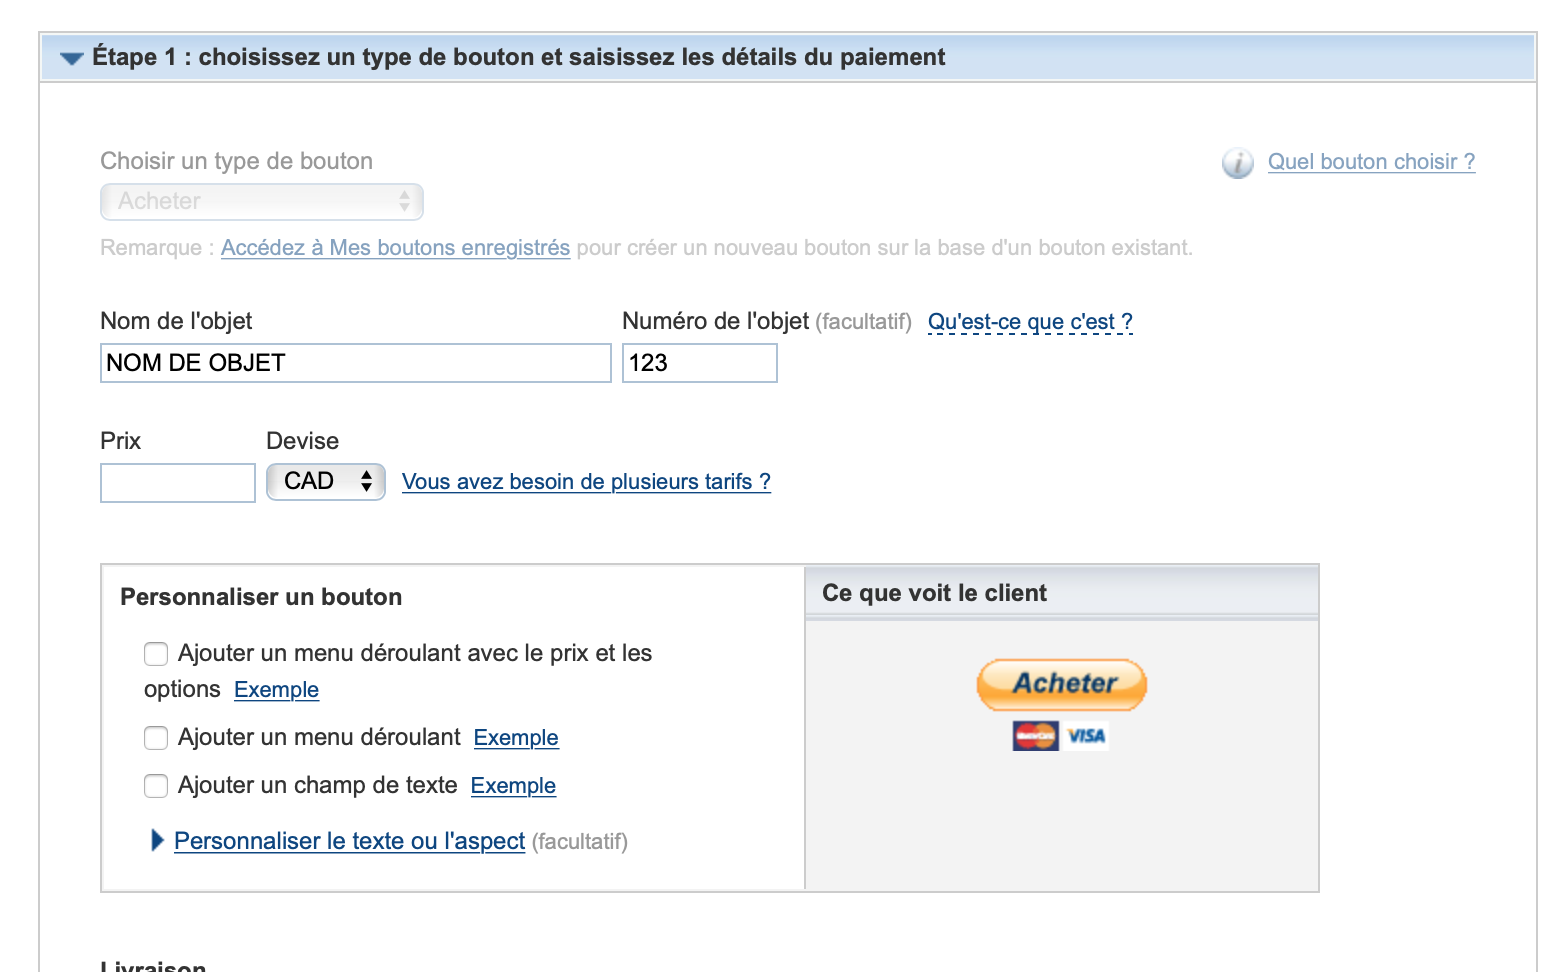 Étape 1 : choisissez un type de bouton et saisissez les détails du paiement
Choisir un type de bouton
Quel bouton choisir ?
Acheter
Remarque : Accédez à Mes boutons enregistrés pour créer un nouveau bouton sur la base d'un bouton existant.
Nom de l'objet
Numéro de l'objet (facultatif) Qu'est-ce que c'est ?
NOM DE OBJET
123
Prix
Devise
CAD
Vous avez besoin de plusieurs tarifs ?
Personnaliser un bouton
Ajouter un menu déroulant avec le prix et les
options Exemple
Ajouter un menu déroulant Exemple
Ajouter un champ de texte Exemple
Personnaliser le texte ou l'aspect (facultatif)
Ce que voit le client
Acheter
MasterCard VISA
Livraison